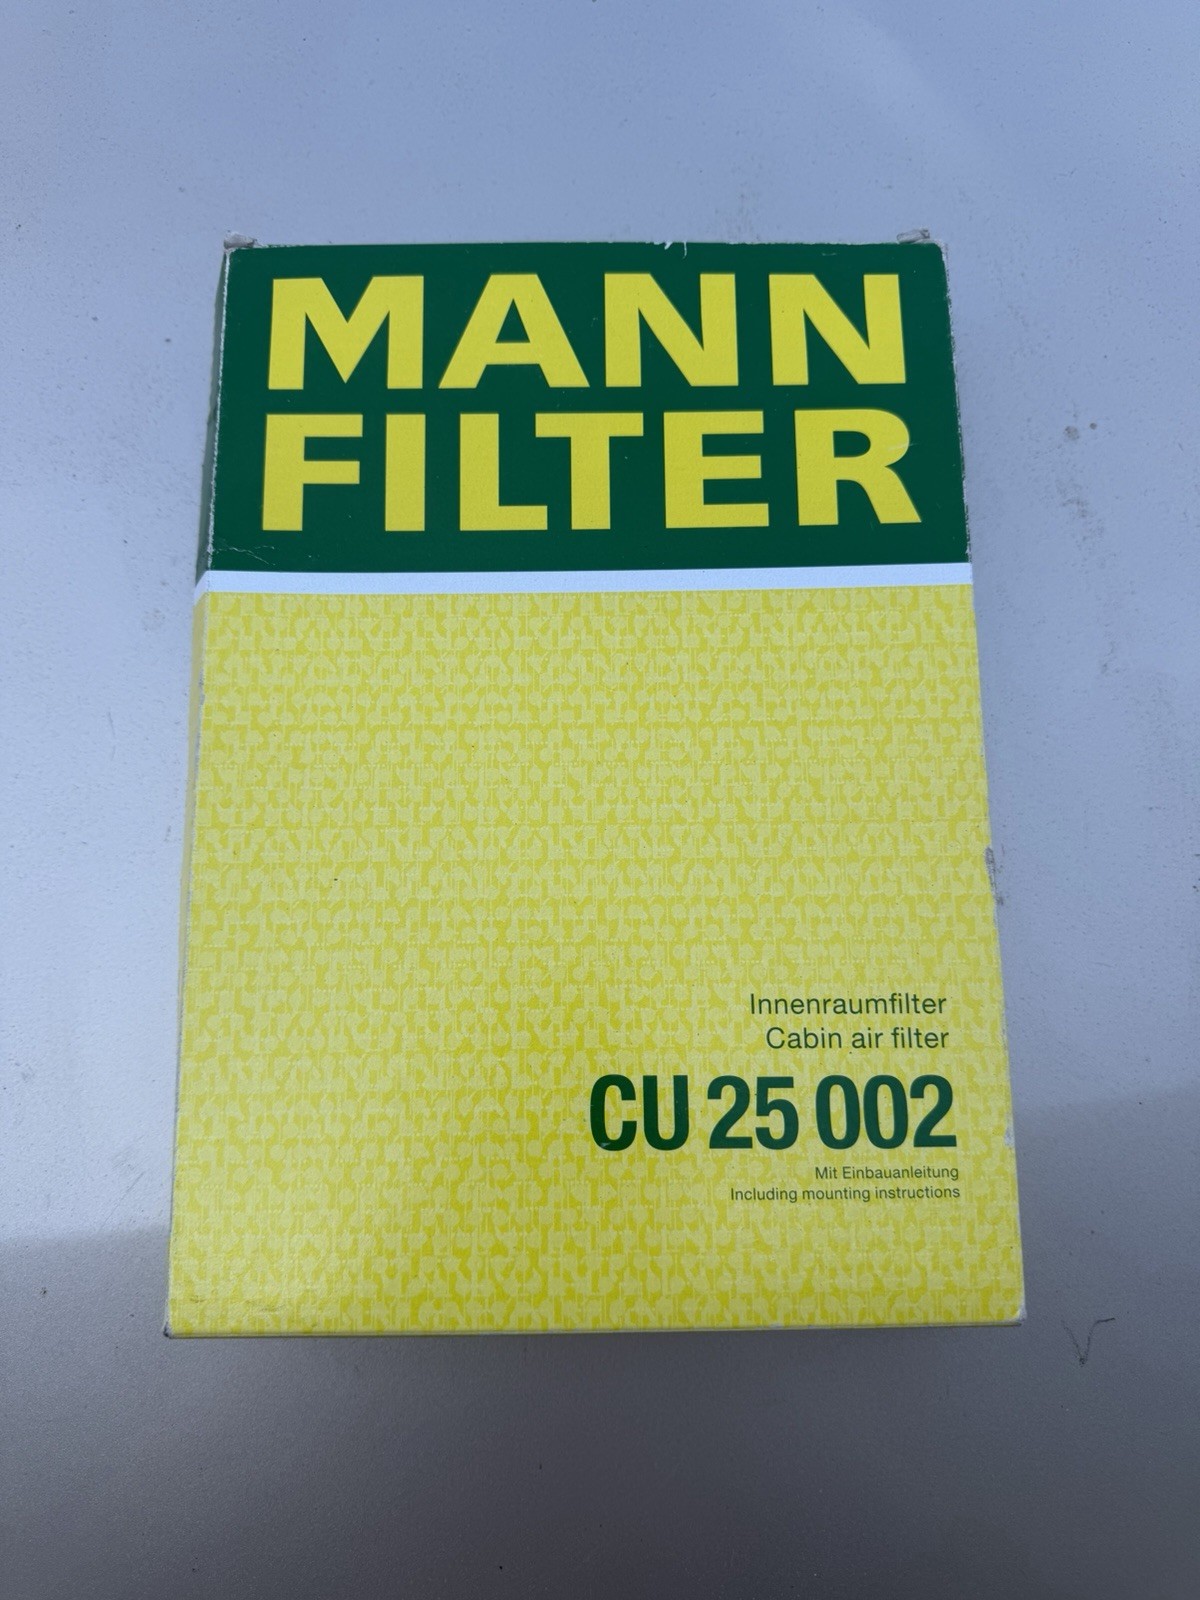 MANN
FILTER
Innenraumfilter
Cabin air filter
CU 25 002
Mit Einbauanleitung
Including mounting instructions